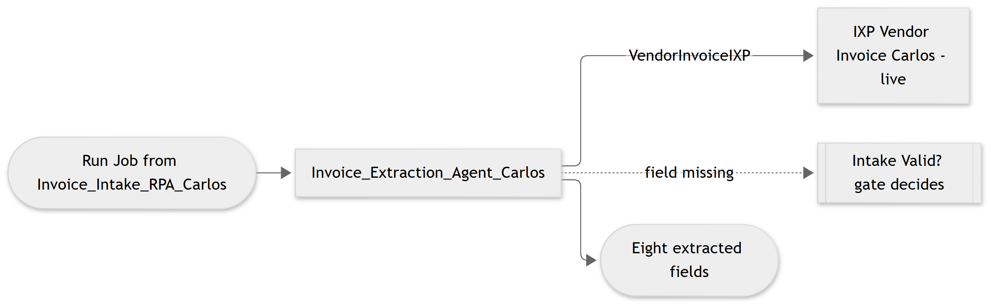 IXP Vendor
Invoice Carlos -
live
VendorInvoiceIXP
Run Job from
Invoice_Intake_RPA_Carlos
Invoice_Extraction_Agent_Carlos
field missing
Intake Valid?
gate decides
Eight extracted
fields